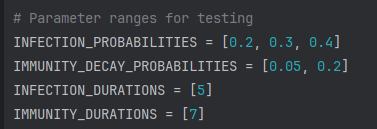 # Parameter ranges for testing
INFECTION_PROBABILITIES = [0.2, 0.3, 0.4]
IMMUNITY_DECAY_PROBABILITIES = [0.05, 0.2]
INFECTION_DURATIONS = [5]
IMMUNITY_DURATIONS = [7]